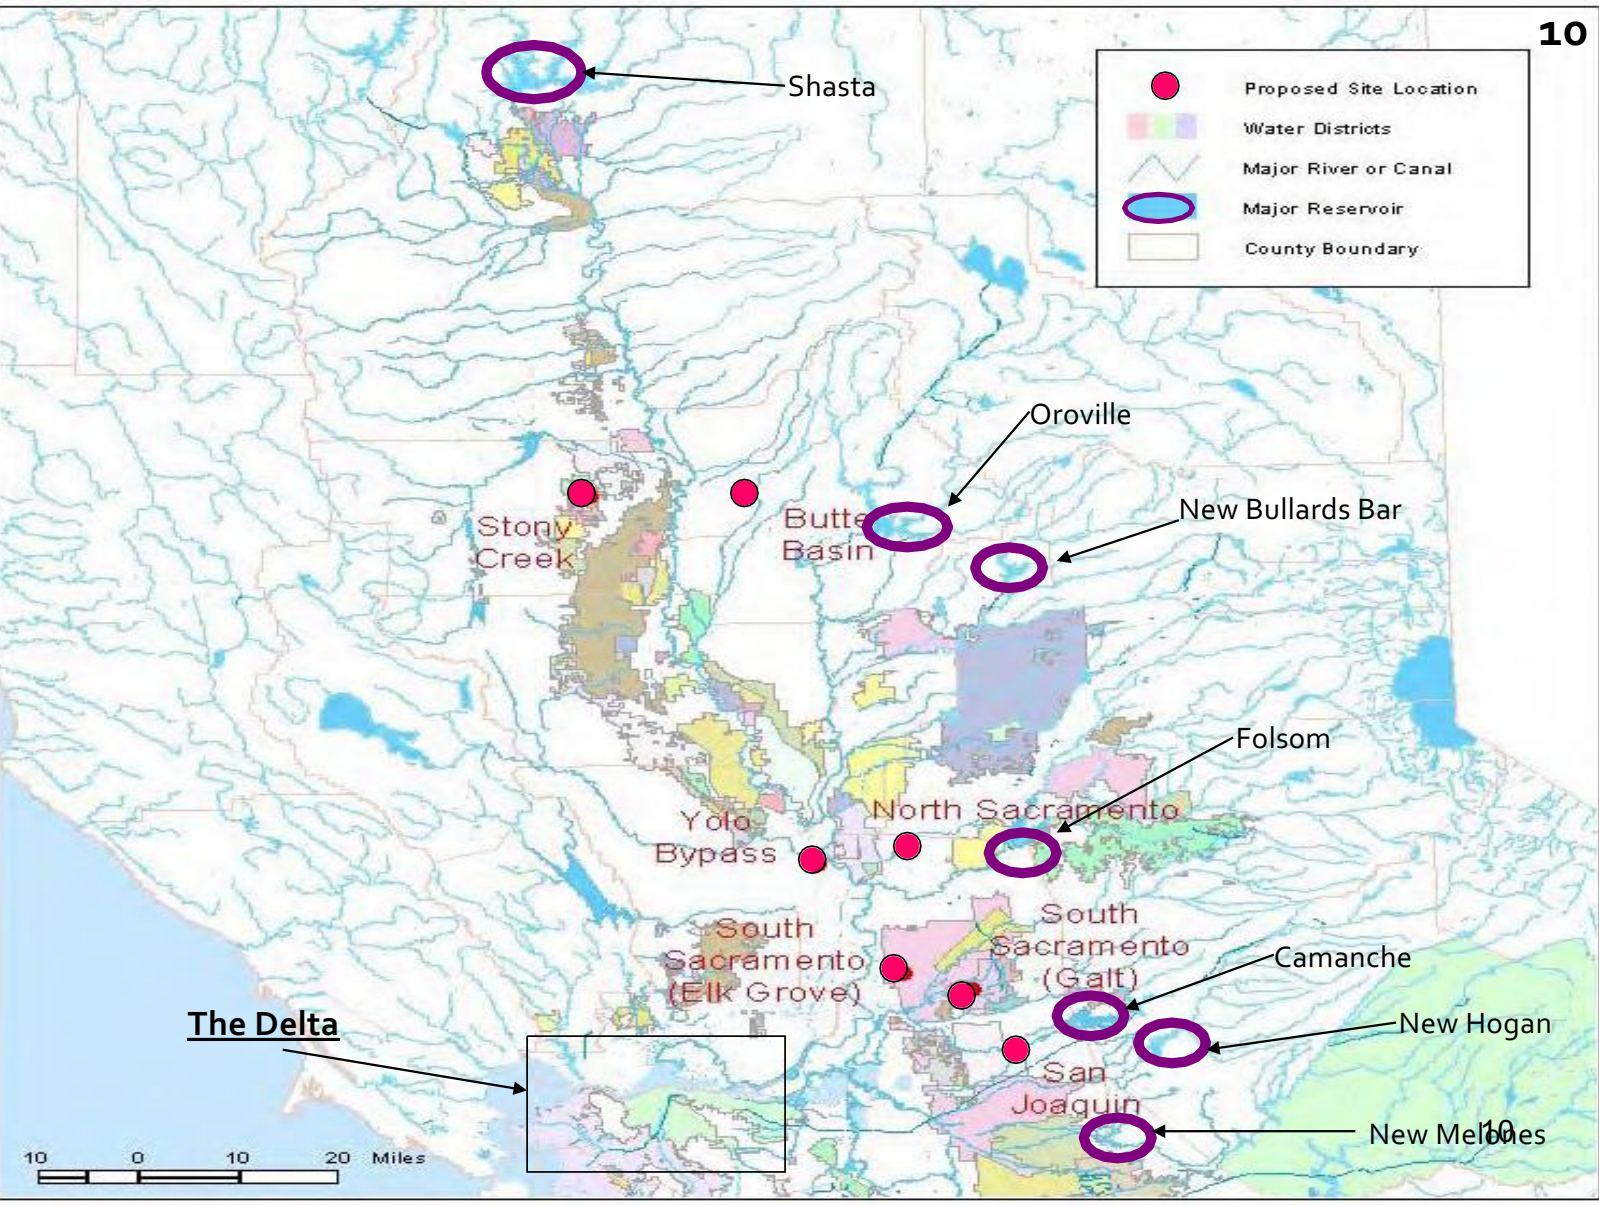 10
Shasta
Proposed Site Location
Water Districts
Major River or Canal
Major Reservoir
County Boundary
Oroville
New Bullards Bar
Stony
Creek
Butte
Basin
Folsom
North Sacramento
Yolo
Bypass
South
Sacramento
(Elk Grove)
South
Sacramento
(Galt)
Camanche
The Delta
New Hogan
San
Joaquin
New Melones
10
10 0 10 20 Miles